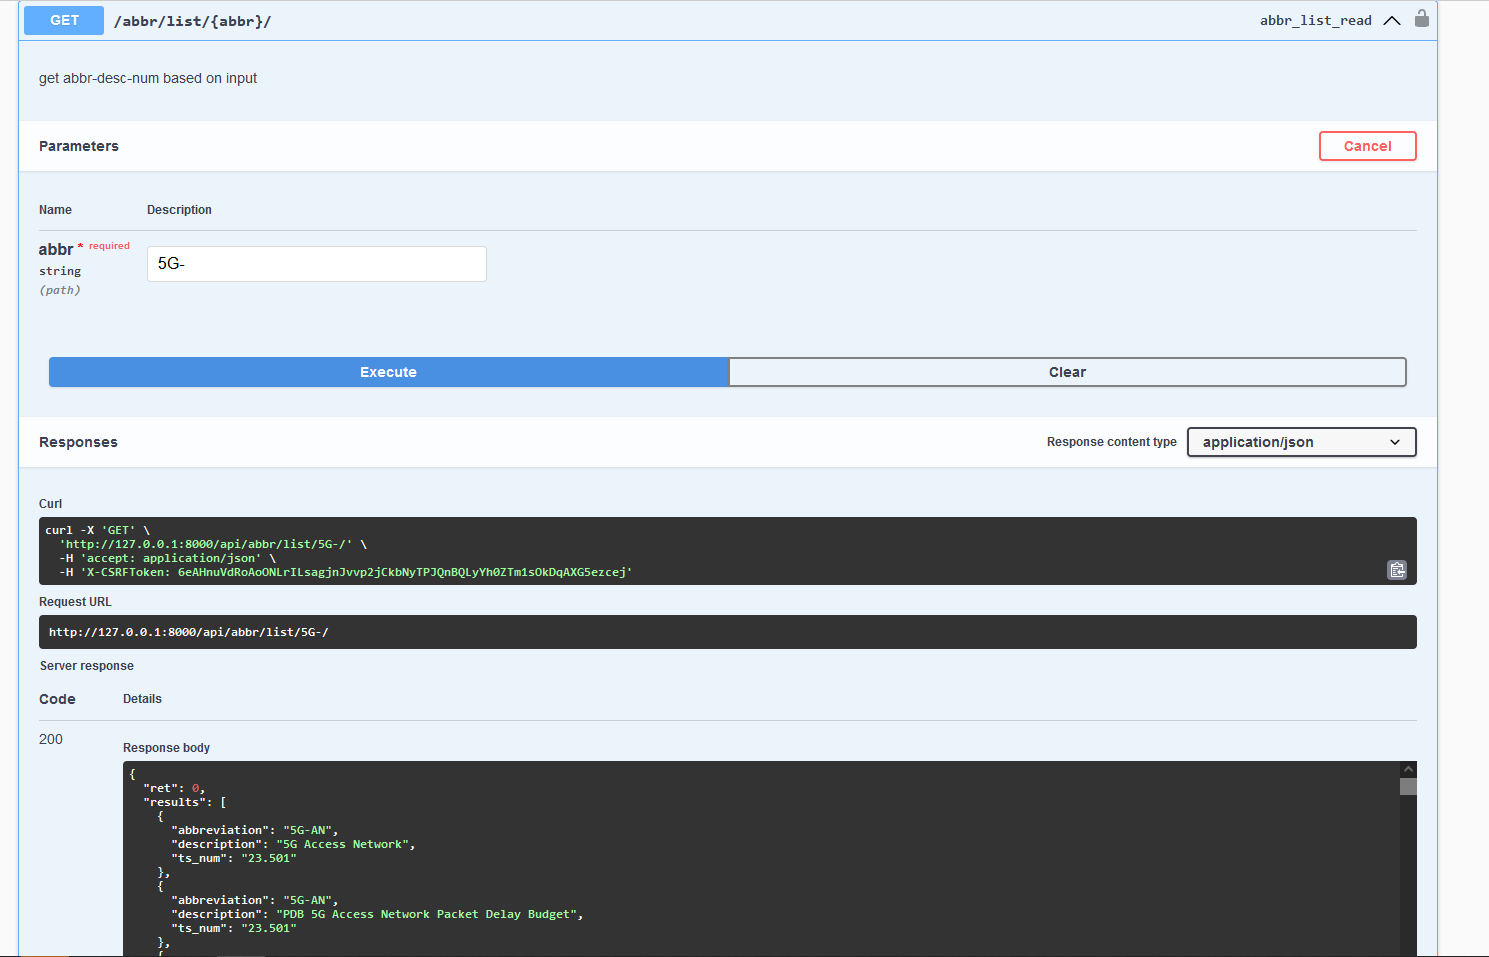 GET /abbr/list/{abbr}/ abbr_list_read
get abbr-desc-num based on input
Parameters Cancel
Name Description
abbr * required
string
(path)
5G-
Execute Clear
Responses Response content type application/json
Curl
curl -X 'GET' \
'http://127.0.0.1:8000/api/abbr/list/5G-/' \
-H 'accept: application/json' \
-H 'X-CSRFToken: 6eAHnuVdRoAoONLrILsagjnJvvp2jCkbNyTPJQnBQLyYh0ZTm1sOkDqAXG5ezcej'
Request URL
http://127.0.0.1:8000/api/abbr/list/5G-/
Server response
Code Details
200
Response body
{
"ret": 0,
"results": [
{
"abbreviation": "5G-AN",
"description": "5G Access Network",
"ts_num": "23.501"
},
{
"abbreviation": "5G-AN",
"description": "PDB 5G Access Network Packet Delay Budget",
"ts_num": "23.501"
},
{